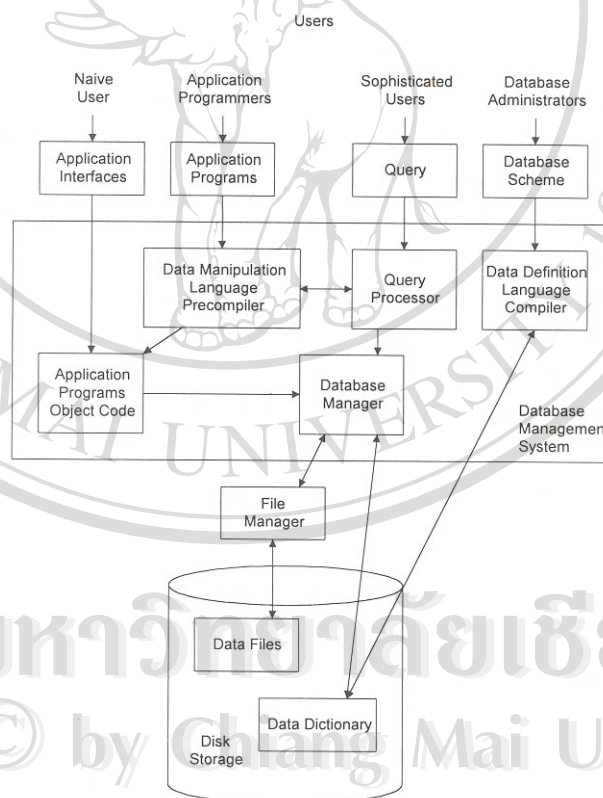 Users
Naive
User
Application
Programmers
Sophisticated
Users
Database
Administrators
Application
Interfaces
Application
Programs
Query
Database
Scheme
Data Manipulation
Language
Precompiler
Query
Processor
Data Definition
Language
Compiler
Application
Programs
Object Code
Database
Manager
Database
Management
System
MAI UNIVERSITY
File
Manager
Data Files
Data Dictionary
Disk
Storage
© by Chiang Mai U